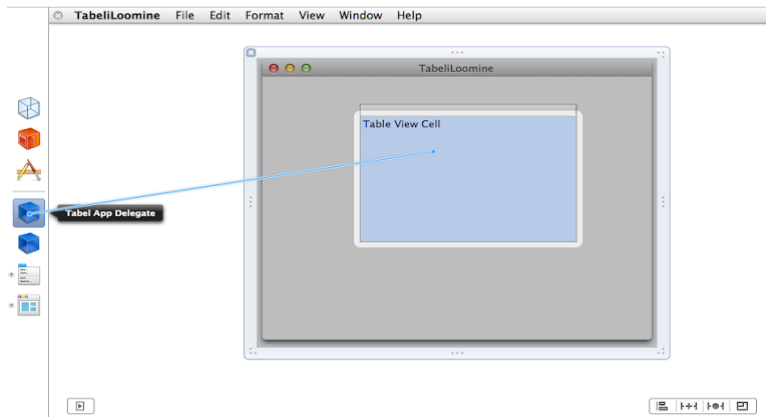 TabeliLoomine File Edit Format View Window Help
TabeliLoomine
Table View Cell
Tabel App Delegate